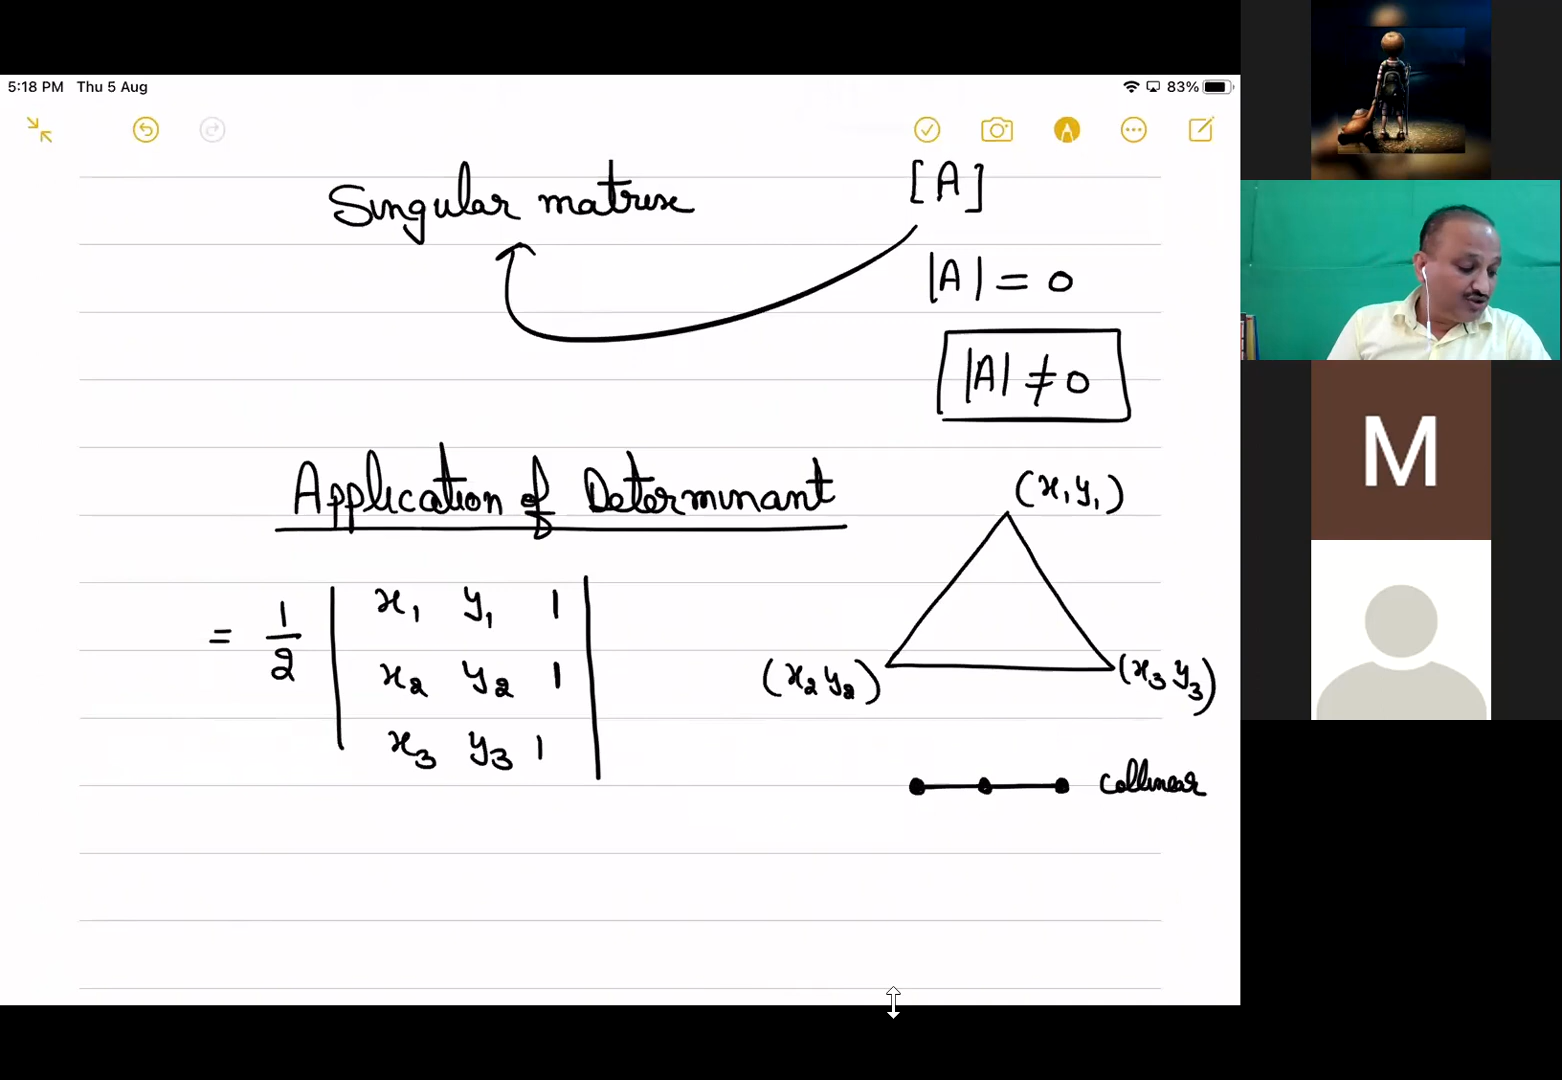 5:18 PM Thu 5 Aug 83%
Singular matrix [A]
|A| = 0
|A| ≠ 0
Application of Determinant
(x₁ y₁)
= 1/2 | x₁ y₁ 1 |
| x₂ y₂ 1 |
| x₃ y₃ 1 |
(x₂ y₂) (x₃ y₃)
collinear
M